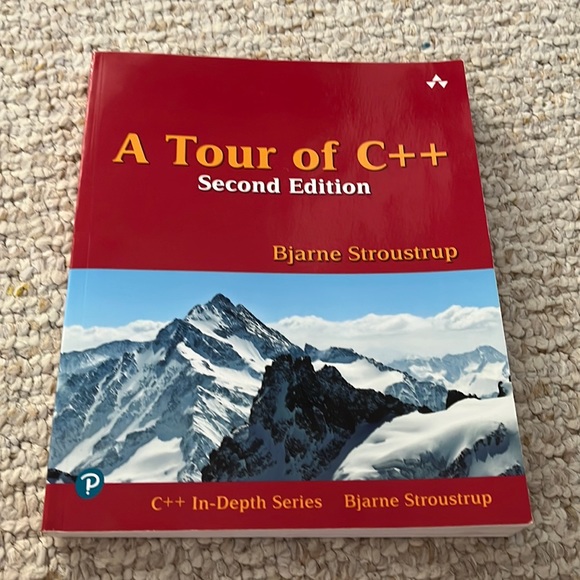 A Tour of C++
Second Edition
Bjarne Stroustrup
P
C++ In-Depth Series Bjarne Stroustrup